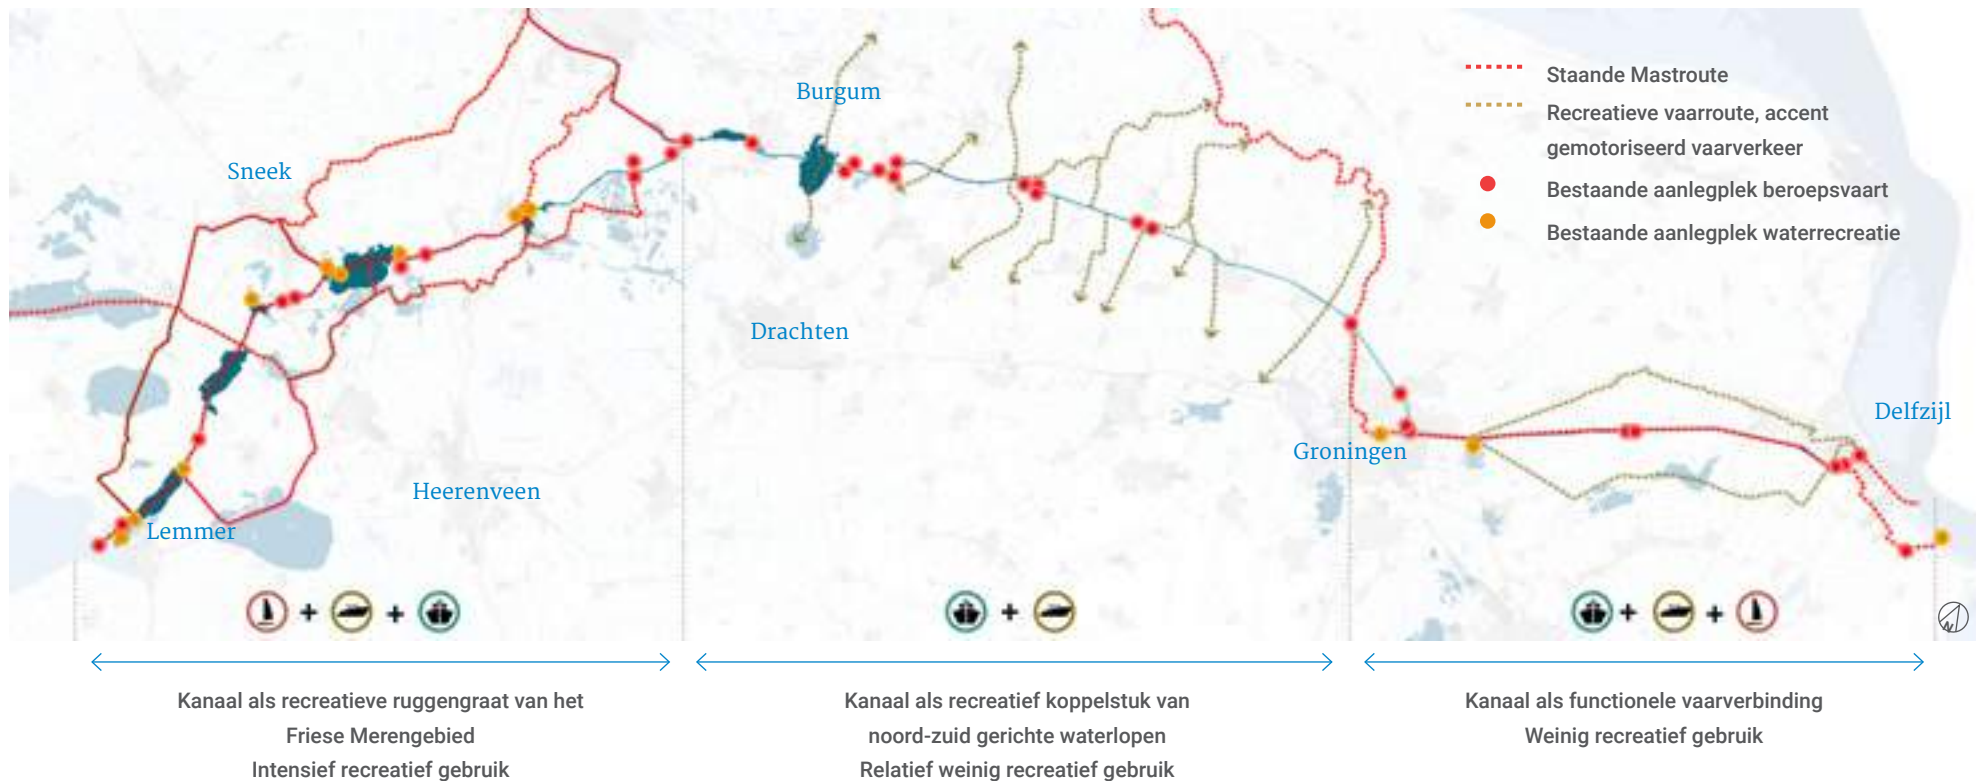 Burgum
Sneek
Drachten
Heerenveen
Lemmer
Groningen
Delfzijl
Staande Mastroute
Recreatieve vaarroute, accent
gemotoriseerd vaarverkeer
Bestaande aanlegplek beroepsvaart
Bestaande aanlegplek waterrecreatie
+ +
+
+ +
N
Kanaal als recreatieve ruggengraat van het
Friese Merengebied
Intensief recreatief gebruik
Kanaal als recreatief koppelstuk van
noord-zuid gerichte waterlopen
Relatief weinig recreatief gebruik
Kanaal als functionele vaarverbinding
Weinig recreatief gebruik